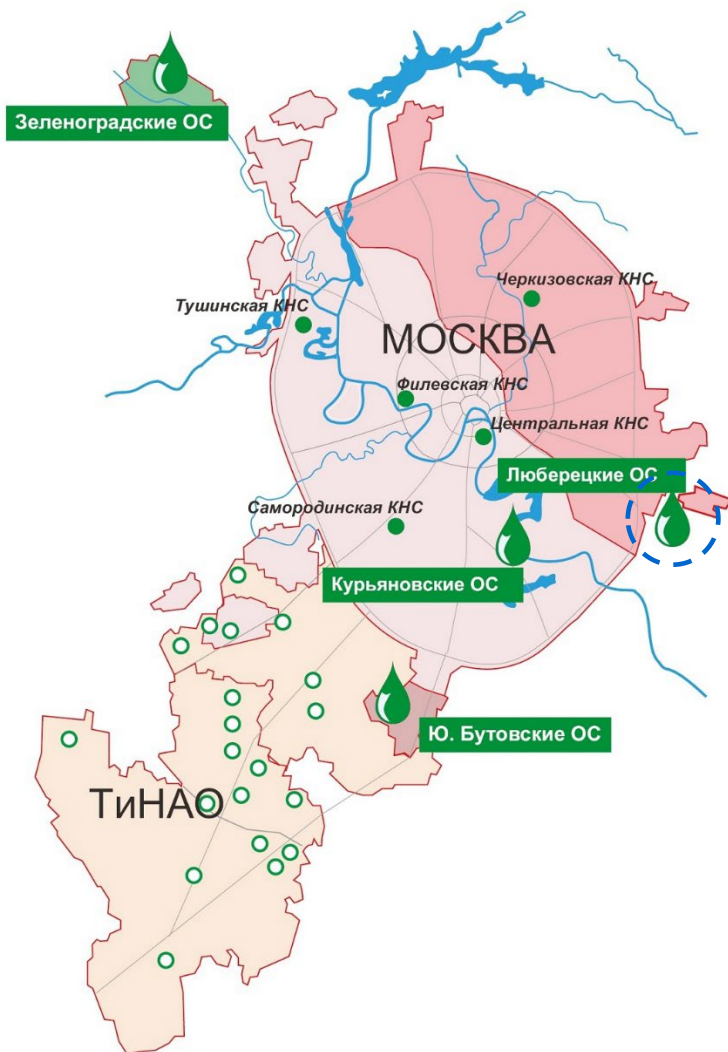 Зеленоградские ОС
Черкизовская КНС
Тушинская КНС
МОСКВА
Филевская КНС
Центральная КНС
Люберецкие ОС
Самородинская КНС
Курьяновские ОС
Ю. Бутовские ОС
ТиНАО